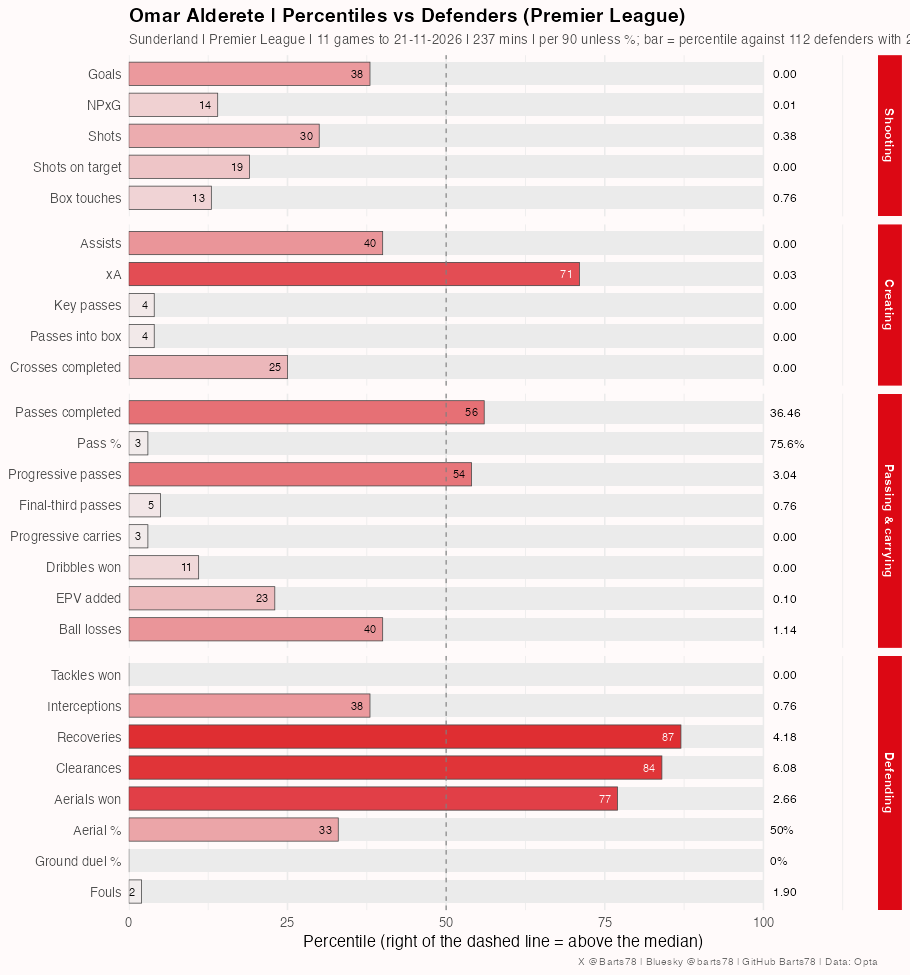 Omar Alderete | Percentiles vs Defenders (Premier League)
Sunderland | Premier League | 11 games to 21-11-2026 | 237 mins | per 90 unless %; bar = percentile against 112 defenders with 2
Shooting
Goals 38 0.00
NPxG 14 0.01
Shots 30 0.38
Shots on target 19 0.00
Box touches 13 0.76
Creating
Assists 40 0.00
xA 71 0.03
Key passes 4 0.00
Passes into box 4 0.00
Crosses completed 25 0.00
Passing & carrying
Passes completed 56 36.46
Pass % 3 75.6%
Progressive passes 54 3.04
Final-third passes 5 0.76
Progressive carries 3 0.00
Dribbles won 11 0.00
EPV added 23 0.10
Ball losses 40 1.14
Defending
Tackles won 0.00
Interceptions 38 0.76
Recoveries 87 4.18
Clearances 84 6.08
Aerials won 77 2.66
Aerial % 33 50%
Ground duel % 0%
Fouls 2 1.90
0 25 50 75 100
Percentile (right of the dashed line = above the median)
X @Barts78 | Bluesky @barts78 | GitHub Barts78 | Data: Opta